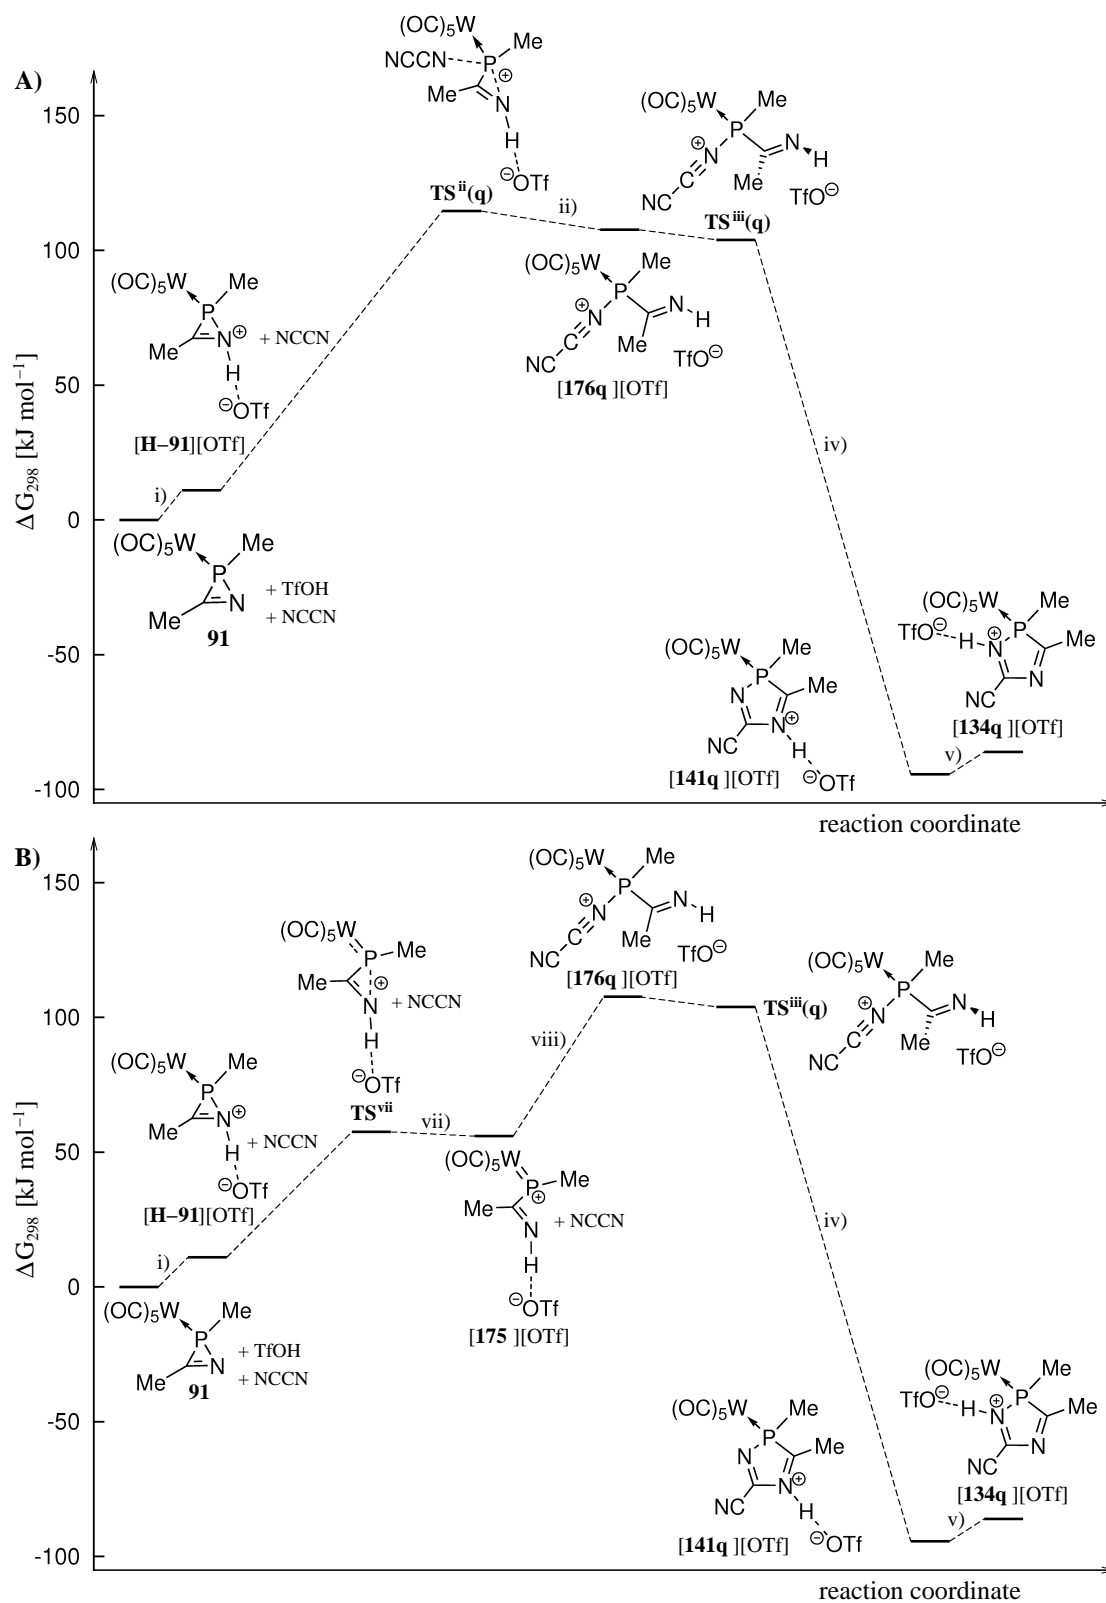 A)
ΔG298 [kJ mol−1]
150
100
50
0
-50
-100
(OC)5W
Me
NCCN
P
⊕
Me
N
H
⊖OTf
TSii(q)
ii)
(OC)5W
Me
P
⊕
N
N
H
C
Me
NC
TfO⊖
TSiii(q)
(OC)5W
Me
P
⊕
N
N
H
C
Me
NC
TfO⊖
[176q ][OTf]
(OC)5W
Me
P
N⊕
+ NCCN
Me
H
⊖OTf
[H–91][OTf]
i)
iv)
(OC)5W
Me
P
N
+ TfOH
Me
+ NCCN
91
(OC)5W
Me
P
N
Me
N⊕
NC
H
⊖OTf
[141q ][OTf]
(OC)5W
Me
TfO⊖
H
⊕
N
P
Me
N
NC
[134q ][OTf]
v)
reaction coordinate
B)
ΔG298 [kJ mol−1]
150
100
50
0
-50
-100
(OC)5W
Me
P
⊕
N
N
H
C
Me
NC
TfO⊖
[176q ][OTf]
(OC)5W
P
Me
Me
⊕
N
+ NCCN
H
⊖OTf
TSvii
vii)
viii)
(OC)5W
Me
P
⊕
N
N
H
C
Me
NC
TfO⊖
TSiii(q)
(OC)5W
Me
P
N⊕
+ NCCN
Me
H
⊖OTf
[H–91][OTf]
i)
(OC)5W
Me
P
⊕
Me
N
+ NCCN
H
⊖OTf
[175 ][OTf]
iv)
(OC)5W
Me
P
N
+ TfOH
Me
+ NCCN
91
(OC)5W
Me
P
N
Me
N⊕
NC
H
⊖OTf
[141q ][OTf]
(OC)5W
Me
TfO⊖
H
⊕
N
P
Me
N
NC
[134q ][OTf]
v)
reaction coordinate